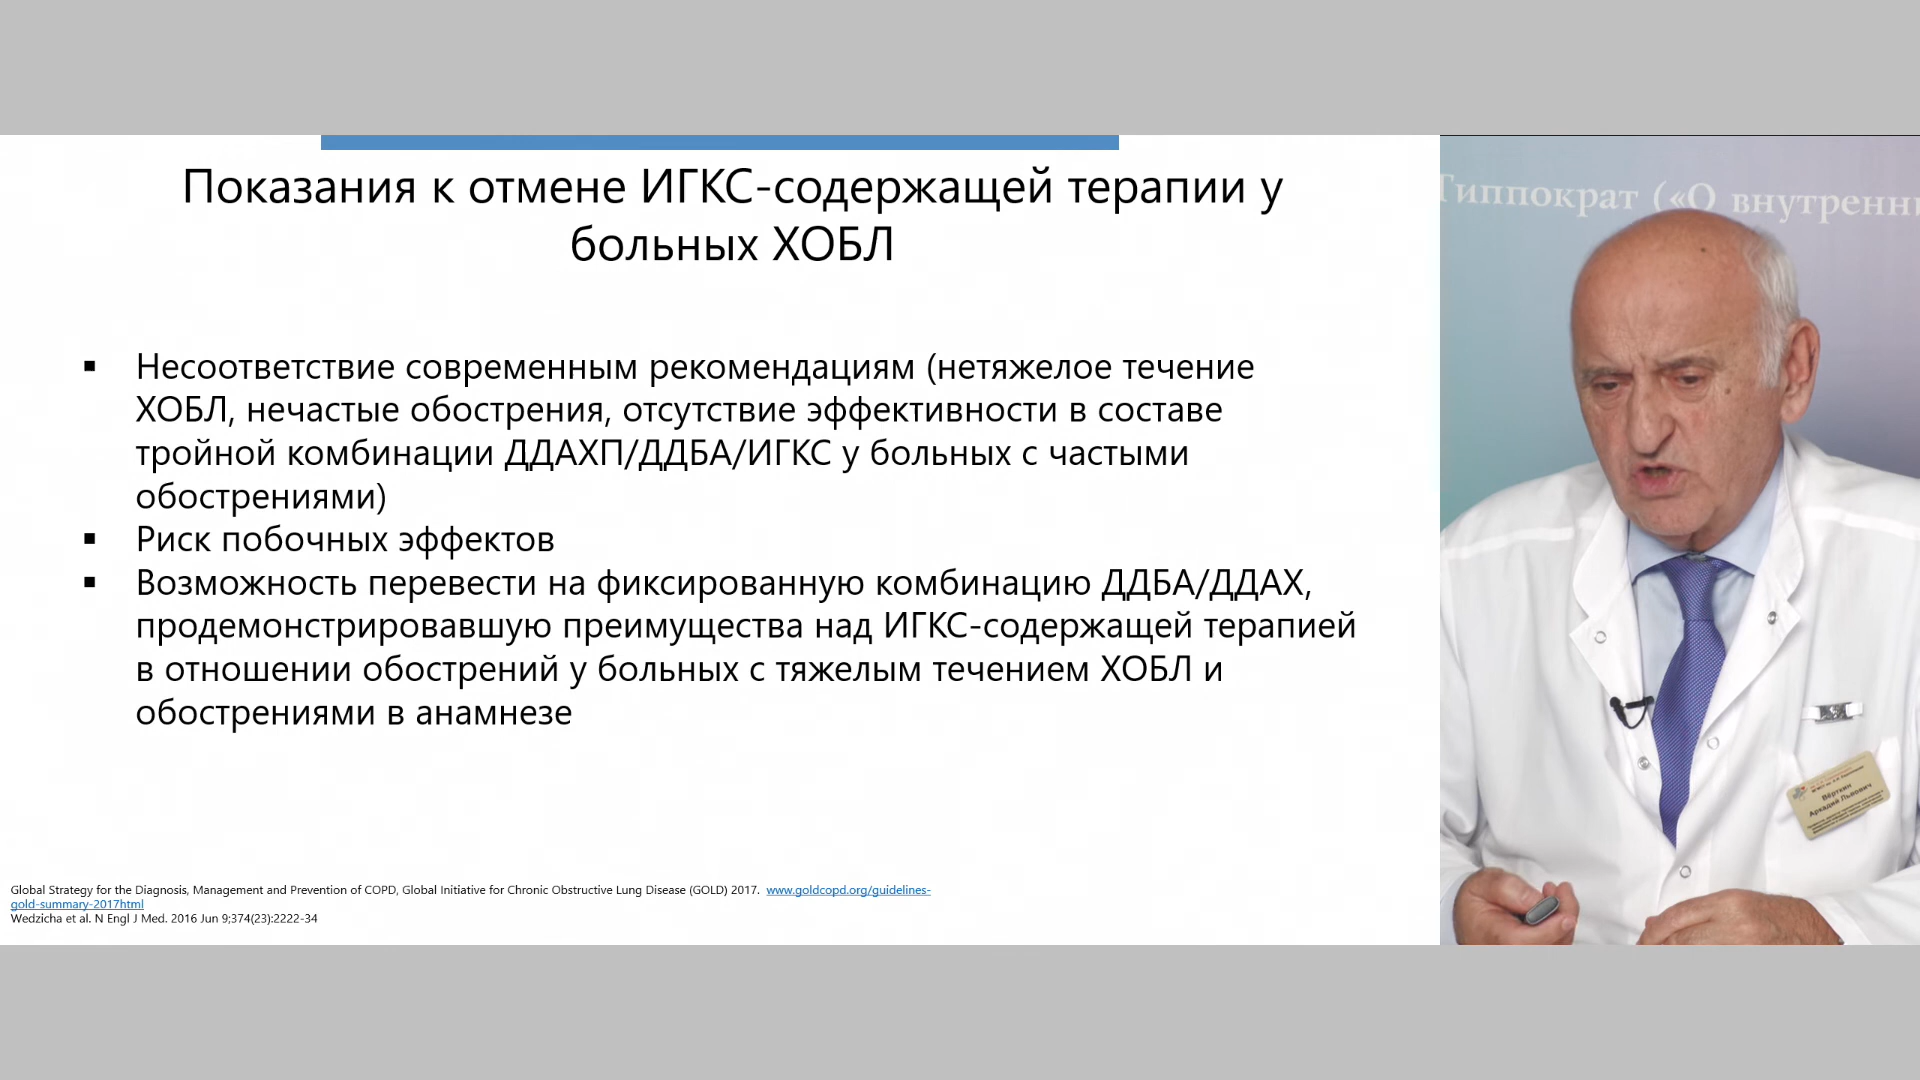 Показания к отмене ИГКС-содержащей терапии у
больных ХОБЛ
▪ Несоответствие современным рекомендациям (нетяжелое течение
ХОБЛ, нечастые обострения, отсутствие эффективности в составе
тройной комбинации ДДАХП/ДДБА/ИГКС у больных с частыми
обострениями)
▪ Риск побочных эффектов
▪ Возможность перевести на фиксированную комбинацию ДДБА/ДДАХ,
продемонстрировавшую преимущества над ИГКС-содержащей терапией
в отношении обострений у больных с тяжелым течением ХОБЛ и
обострениями в анамнезе
Global Strategy for the Diagnosis, Management and Prevention of COPD, Global Initiative for Chronic Obstructive Lung Disease (GOLD) 2017. www.goldcopd.org/guidelines-
gold-summary-2017html
Wedzicha et al. N Engl J Med. 2016 Jun 9;374(23):2222-34
Гиппократ («О внутренн
Вёрткин
Аркадий Львович